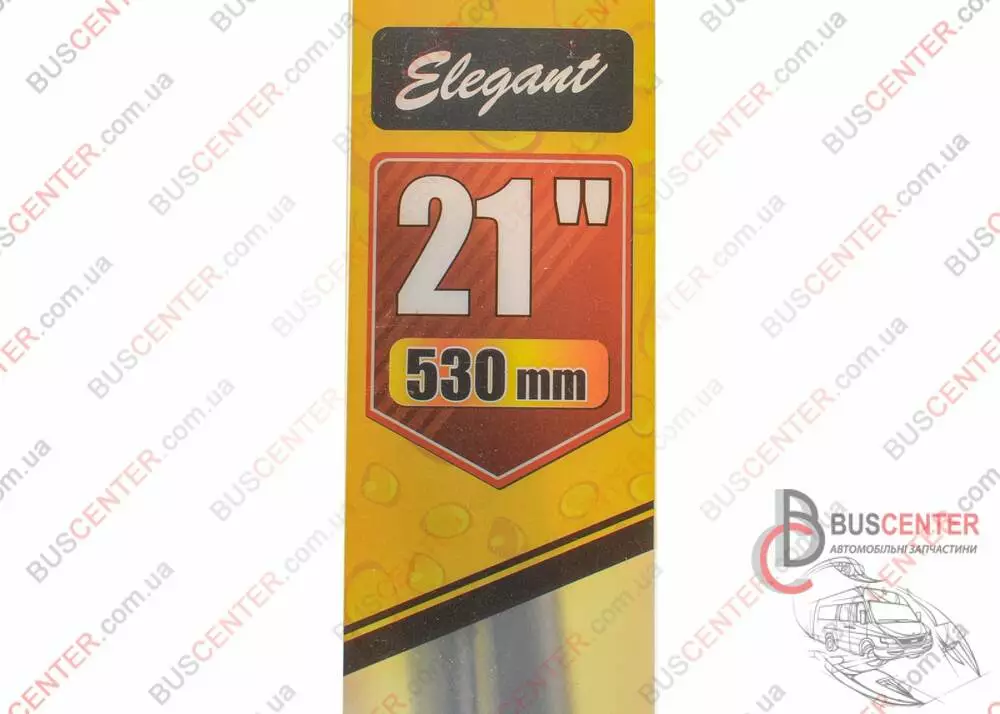 Elegant
21"
530 mm
BUSCENTER
АВТОМОБІЛЬНІ ЗАПЧАСТИНИ
BUSCENTER.com.ua